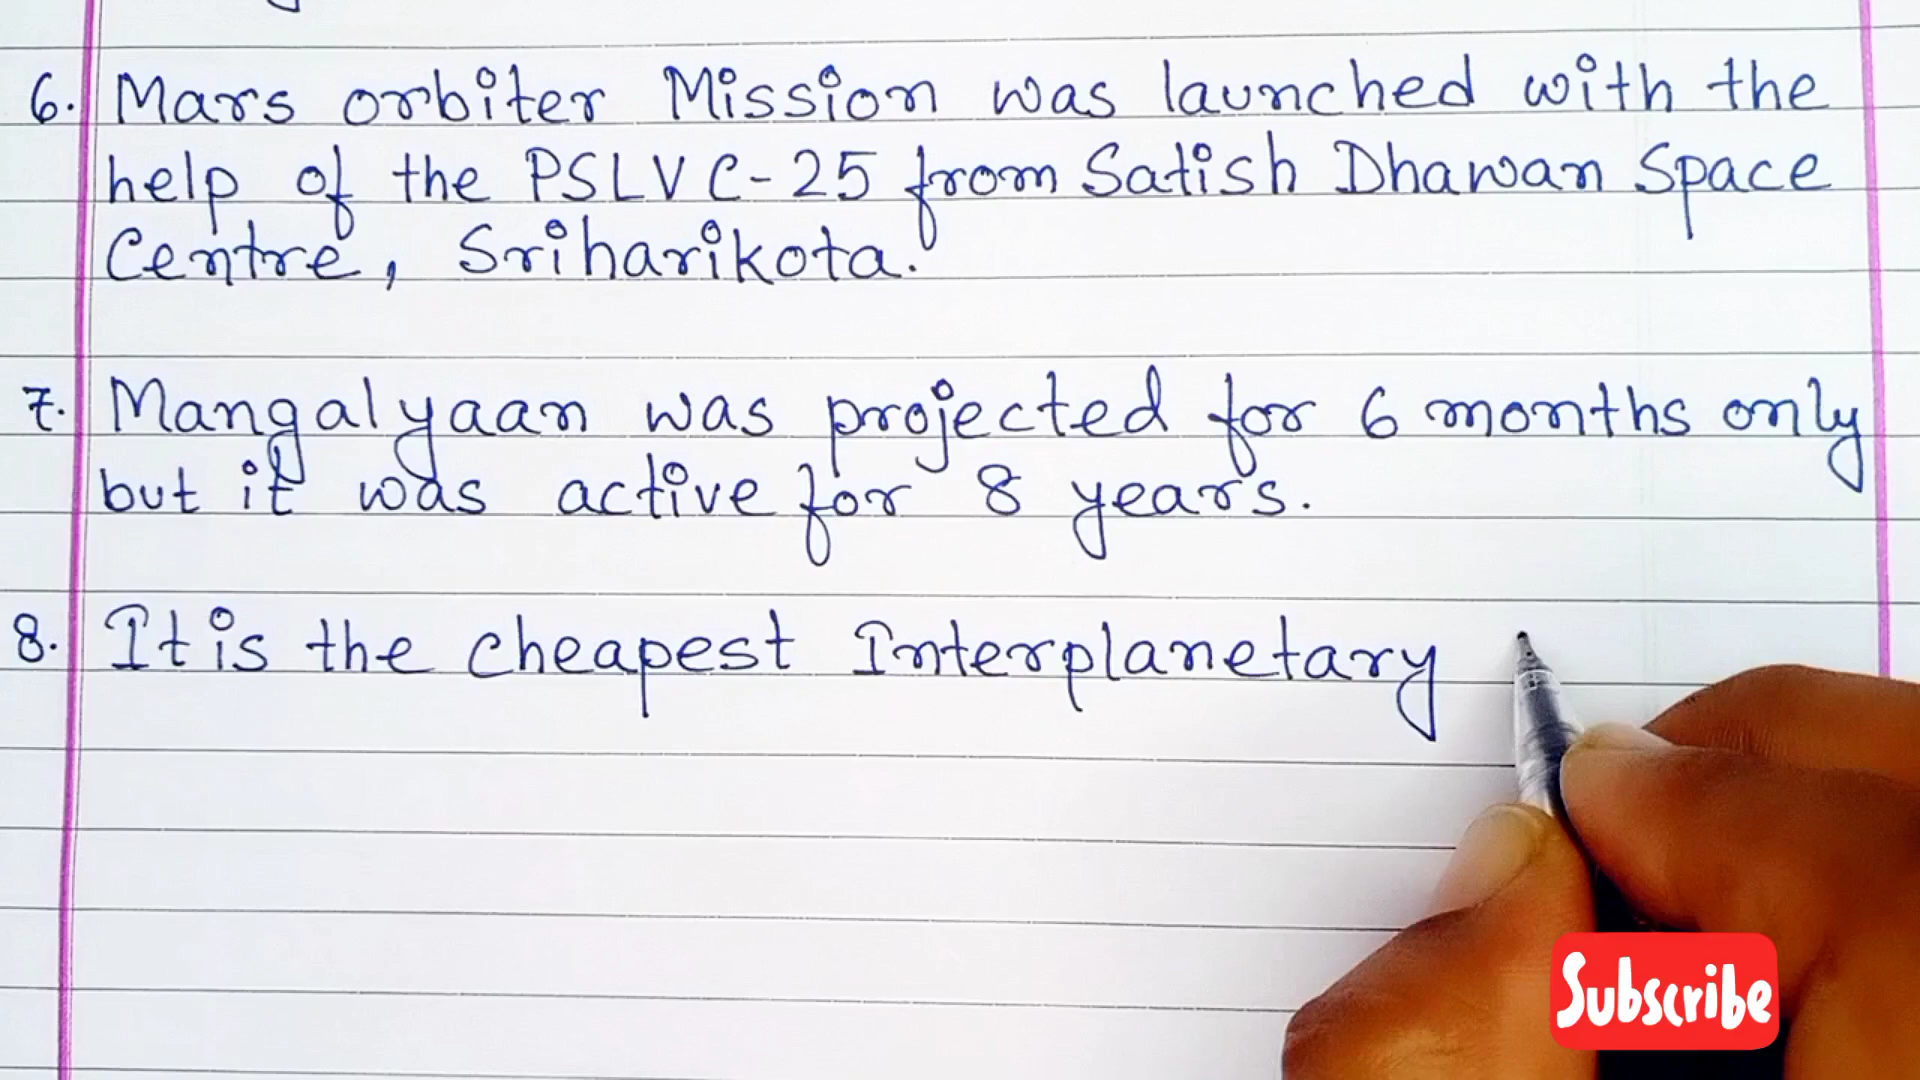 6. Mars orbiter Mission was launched with the
help of the PSLV C-25 from Satish Dhawan Space
Centre, Sriharikota.
7. Mangalyaan was projected for 6 months only
but it was active for 8 years.
8. It is the cheapest Interplanetary
Subscribe